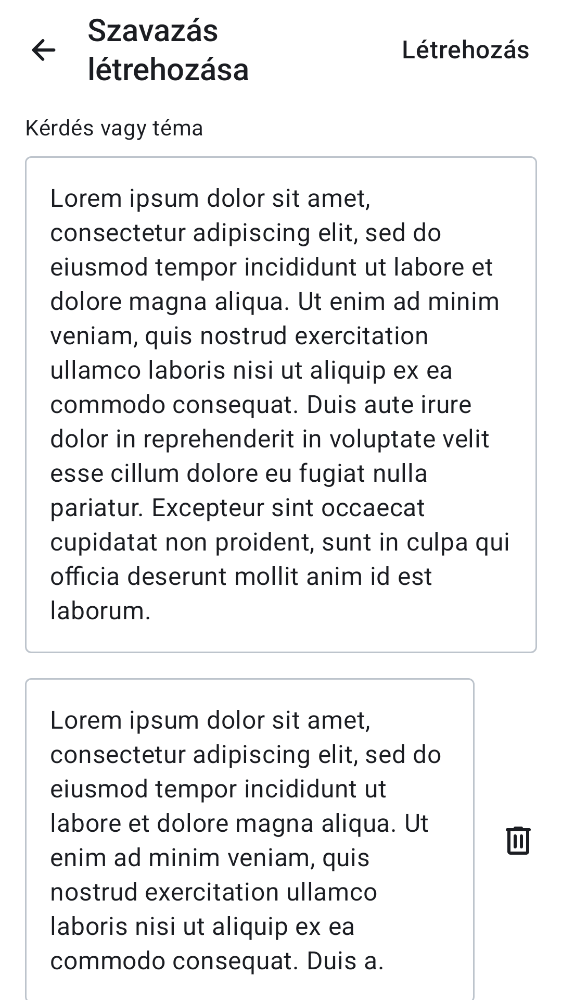 Szavazás
létrehozása
Létrehozás
Kérdés vagy téma
Lorem ipsum dolor sit amet,
consectetur adipiscing elit, sed do
eiusmod tempor incididunt ut labore et
dolore magna aliqua. Ut enim ad minim
veniam, quis nostrud exercitation
ullamco laboris nisi ut aliquip ex ea
commodo consequat. Duis aute irure
dolor in reprehenderit in voluptate velit
esse cillum dolore eu fugiat nulla
pariatur. Excepteur sint occaecat
cupidatat non proident, sunt in culpa qui
officia deserunt mollit anim id est
laborum.
Lorem ipsum dolor sit amet,
consectetur adipiscing elit, sed do
eiusmod tempor incididunt ut
labore et dolore magna aliqua. Ut
enim ad minim veniam, quis
nostrud exercitation ullamco
laboris nisi ut aliquip ex ea
commodo consequat. Duis a.